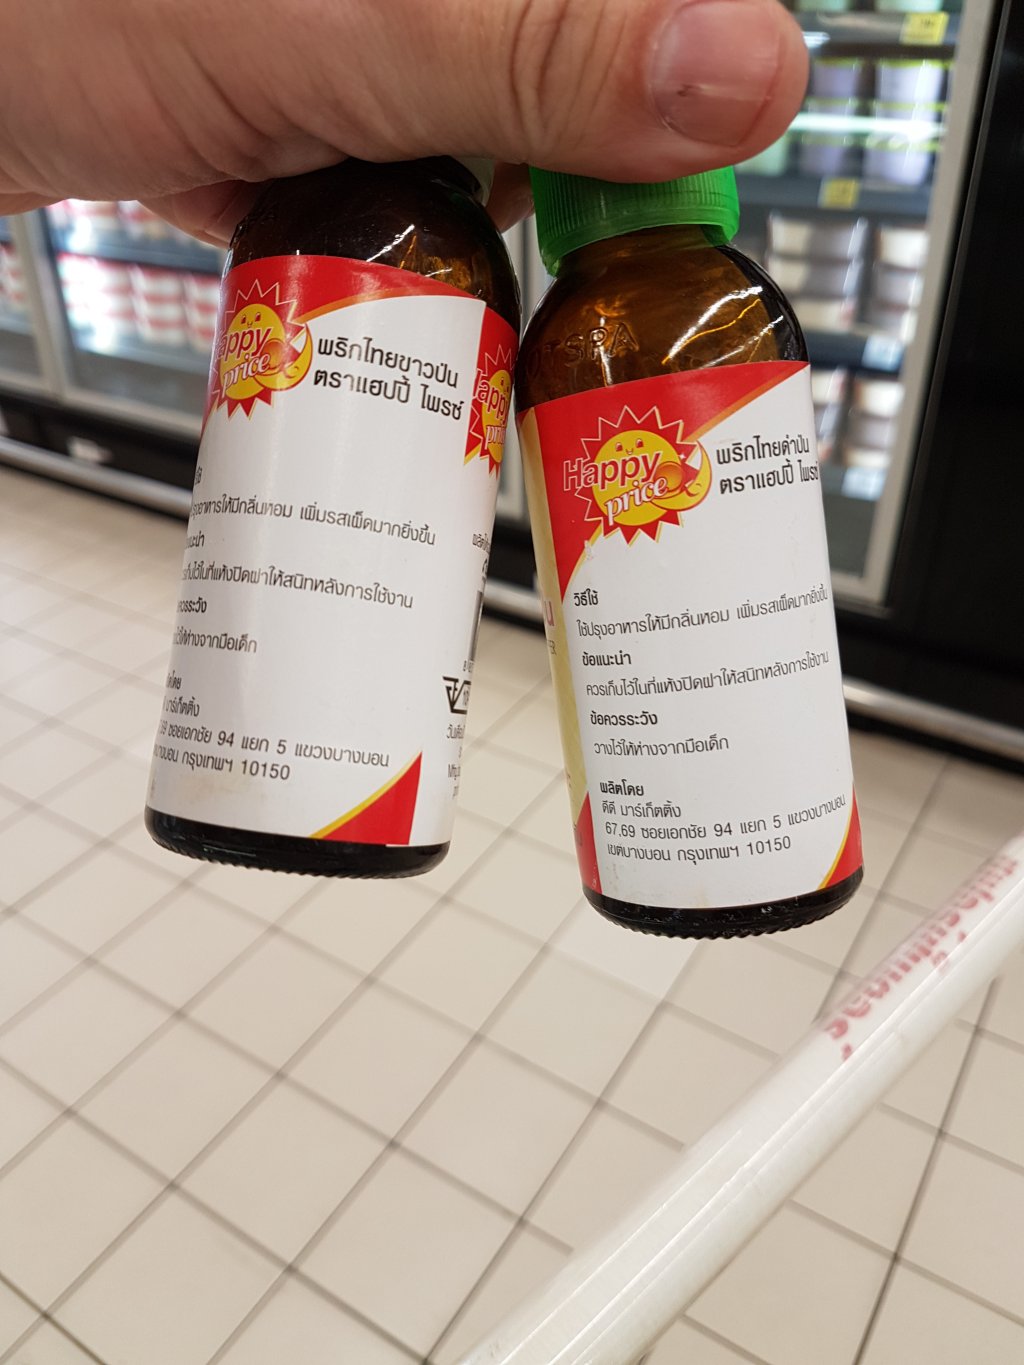 Happy
price
พริกไทยขาวป่น
ตราแฮปปี้ ไพรซ์
อาหารให้มีกลิ่นหอม เพิ่มรสเผ็ดมากยิ่งขึ้น
เก็บไว้ในที่แห้งปิดฝาให้สนิทหลังการใช้งาน
ควรระวัง
ให้ห่างจากมือเด็ก
มาร์เก็ตติ้ง
69 ซอยเอกชัย 94 แยก 5 แขวงบางบอน
บางบอน กรุงเทพฯ 10150
SPA
Happy
price
พริกไทยดำป่น
ตราแฮปปี้ ไพรซ์
วิธีใช้
ใช้ปรุงอาหารให้มีกลิ่นหอม เพิ่มรสเผ็ดมากยิ่งขึ้น
ข้อแนะนำ
ควรเก็บไว้ในที่แห้งปิดฝาให้สนิทหลังการใช้งาน
ข้อควรระวัง
วางไว้ให้ห่างจากมือเด็ก
ผลิตโดย
ดีดี มาร์เก็ตติ้ง
67,69 ซอยเอกชัย 94 แยก 5 แขวงบางบอน
เขตบางบอน กรุงเทพฯ 10150